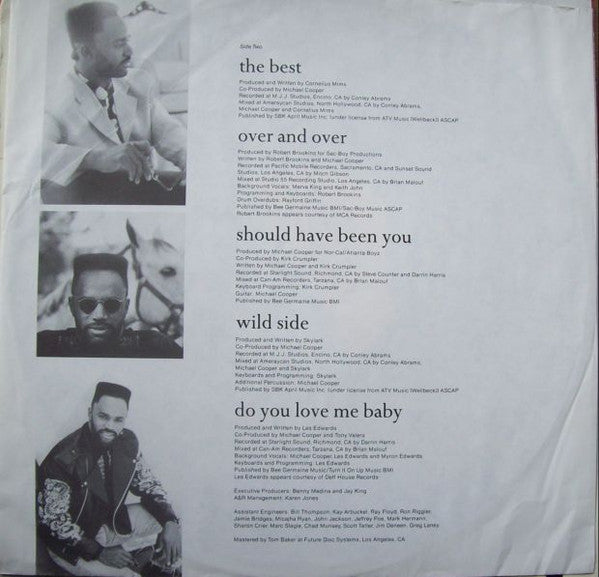 Side Two
the best
Produced and Written by Cornelius Mims
Co-Produced by Michael Cooper
Recorded at M.J.J. Studios, Encino, CA by Conley Abrams
Mixed at Ameraycan Studios, North Hollywood, CA by Conley Abrams,
Michael Cooper and Cornelius Mims
Published by SBK April Music Inc. (under license from ATV Music [Welbeck]) ASCAP
over and over
Produced by Robert Brookins for Sac-Boy Productions
Written by Robert Brookins and Michael Cooper
Recorded at Pacific Mobile Recorders, Sacramento, CA and Sunset Sound
Studios, Los Angeles, CA by Mitch Gibson
Mixed at Studio 55 Recording Studio, Los Angeles, CA by Brian Malouf
Background Vocals: Marva King and Keith John
Programming and Keyboards: Robert Brookins
Drum Overdubs: Rayford Griffin
Published by Bee Germaine Music BMI/Sac-Boy Music ASCAP
Robert Brookins appears courtesy of MCA Records
should have been you
Produced by Michael Cooper for Nor-Cal/Atlanta Boyz
Co-Produced by Kirk Crumpler
Written by Michael Cooper and Kirk Crumpler
Recorded at Starlight Sound, Richmond, CA by Steve Counter and Darrin Harris
Mixed at Can-Am Recorders, Tarzana, CA by Brian Malouf
Keyboard Programming: Kirk Crumpler
Guitar: Michael Cooper
Published by Bee Germaine Music BMI
wild side
Produced and Written by Skylark
Co-Produced by Michael Cooper
Recorded at M.J.J. Studios, Encino, CA by Conley Abrams
Mixed at Ameraycan Studios, North Hollywood, CA by Conley Abrams,
Michael Cooper and Skylark
Keyboards and Programming: Skylark
Additional Percussion: Michael Cooper
Published by SBK April Music Inc. (under license from ATV Music [Welbeck]) ASCAP
do you love me baby
Produced and Written by Les Edwards
Co-Produced by Michael Cooper and Tony Valera
Recorded at Starlight Sound, Richmond, CA by Darrin Harris
Mixed at Can-Am Recorders, Tarzana, CA by Brian Malouf
Background Vocals: Michael Cooper, Les Edwards and Myron Edwards
Keyboards and Programming: Les Edwards
Published by Bee Germaine Music/Turn It On Up Music BMI
Les Edwards appears courtesy of Deff House Records
Executive Producers: Benny Medina and Jay King
A&R Management: Karen Jones
Assistant Engineers: Bill Thompson, Kay Arbuckel, Ray Floyd, Ron Riggler,
Jamie Bridges, Misajha Ryan, John Jackson, Jeffrey Poe, Mark Hermann,
Sharon Crier, Marc Slagle, Chad Munsey, Scott Taller, Jim Deneen, Greg Lansy
Mastered by Tom Baker at Future Disc Systems, Los Angeles, CA